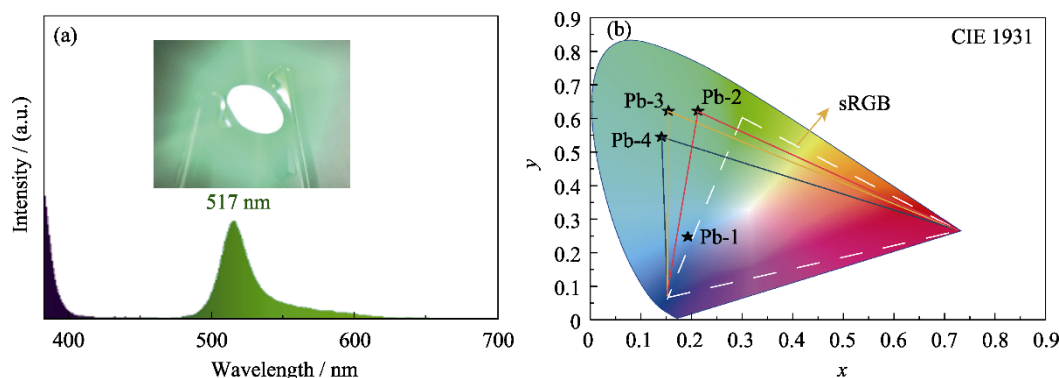 (a)
517 nm
Intensity / (a.u.)
400 500 600 700
Wavelength / nm
(b)
CIE 1931
0.9
0.8
0.7
0.6
0.5
0.4
0.3
0.2
0.1
0
y
Pb-3
Pb-2
sRGB
Pb-4
Pb-1
0 0.1 0.2 0.3 0.4 0.5 0.6 0.7 0.8 0.9
x